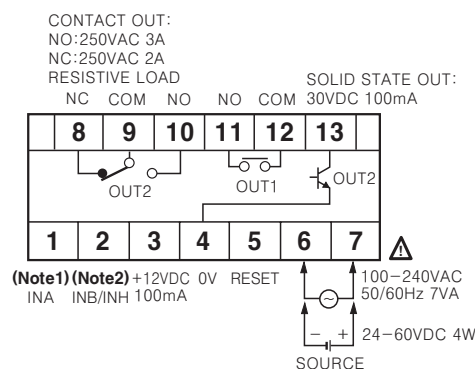 CONTACT OUT:
NO:250VAC 3A
NC:250VAC 2A
RESISTIVE LOAD
SOLID STATE OUT:
30VDC 100mA
NC COM NO NO COM
8 9 10 11 12 13
OUT2 OUT1 OUT2
1 2 3 4 5 6 7
(Note1) (Note2) +12VDC 0V RESET
INA INB/INH 100mA
100-240VAC
50/60Hz 7VA
- + 24-60VDC 4W
SOURCE